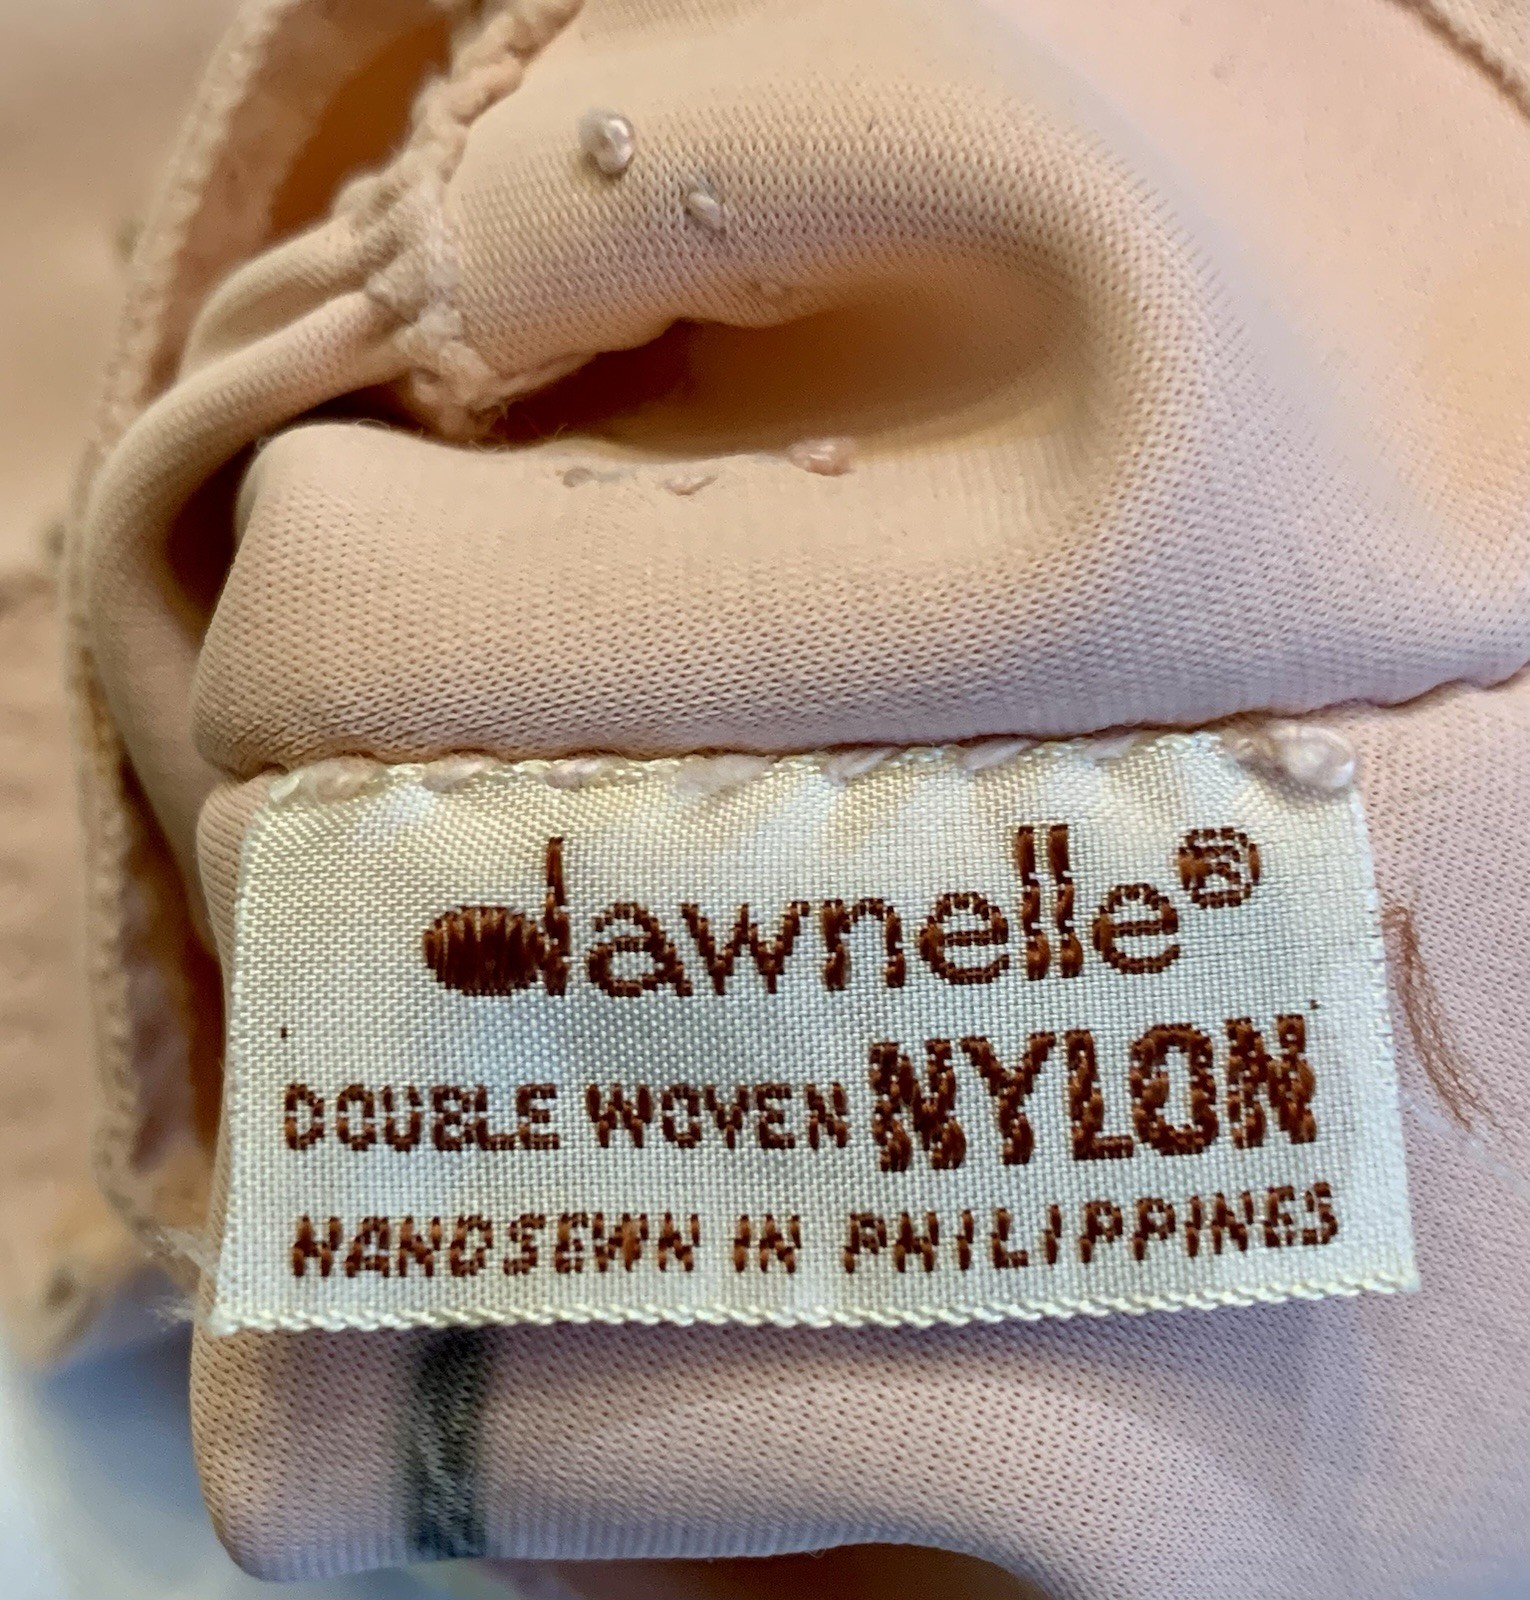 dawnelle®
DOUBLE WOVEN NYLON
HANDSEWN IN PHILIPPINES